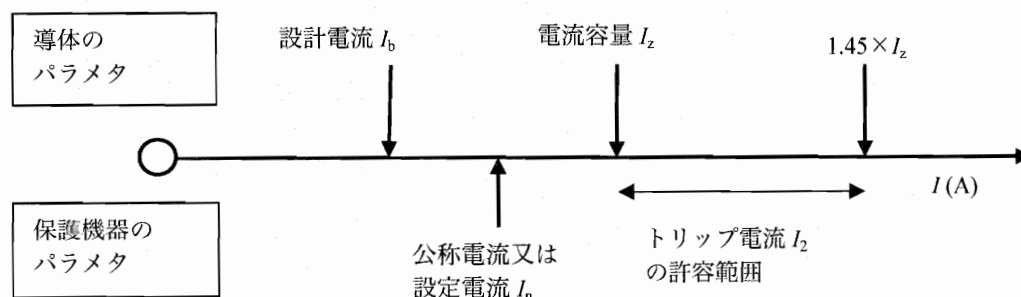 導体の
パラメタ
設計電流 Ib
電流容量 Iz
1.45×Iz
I (A)
保護機器の
パラメタ
公称電流又は
設定電流 In
トリップ電流 I2
の許容範囲